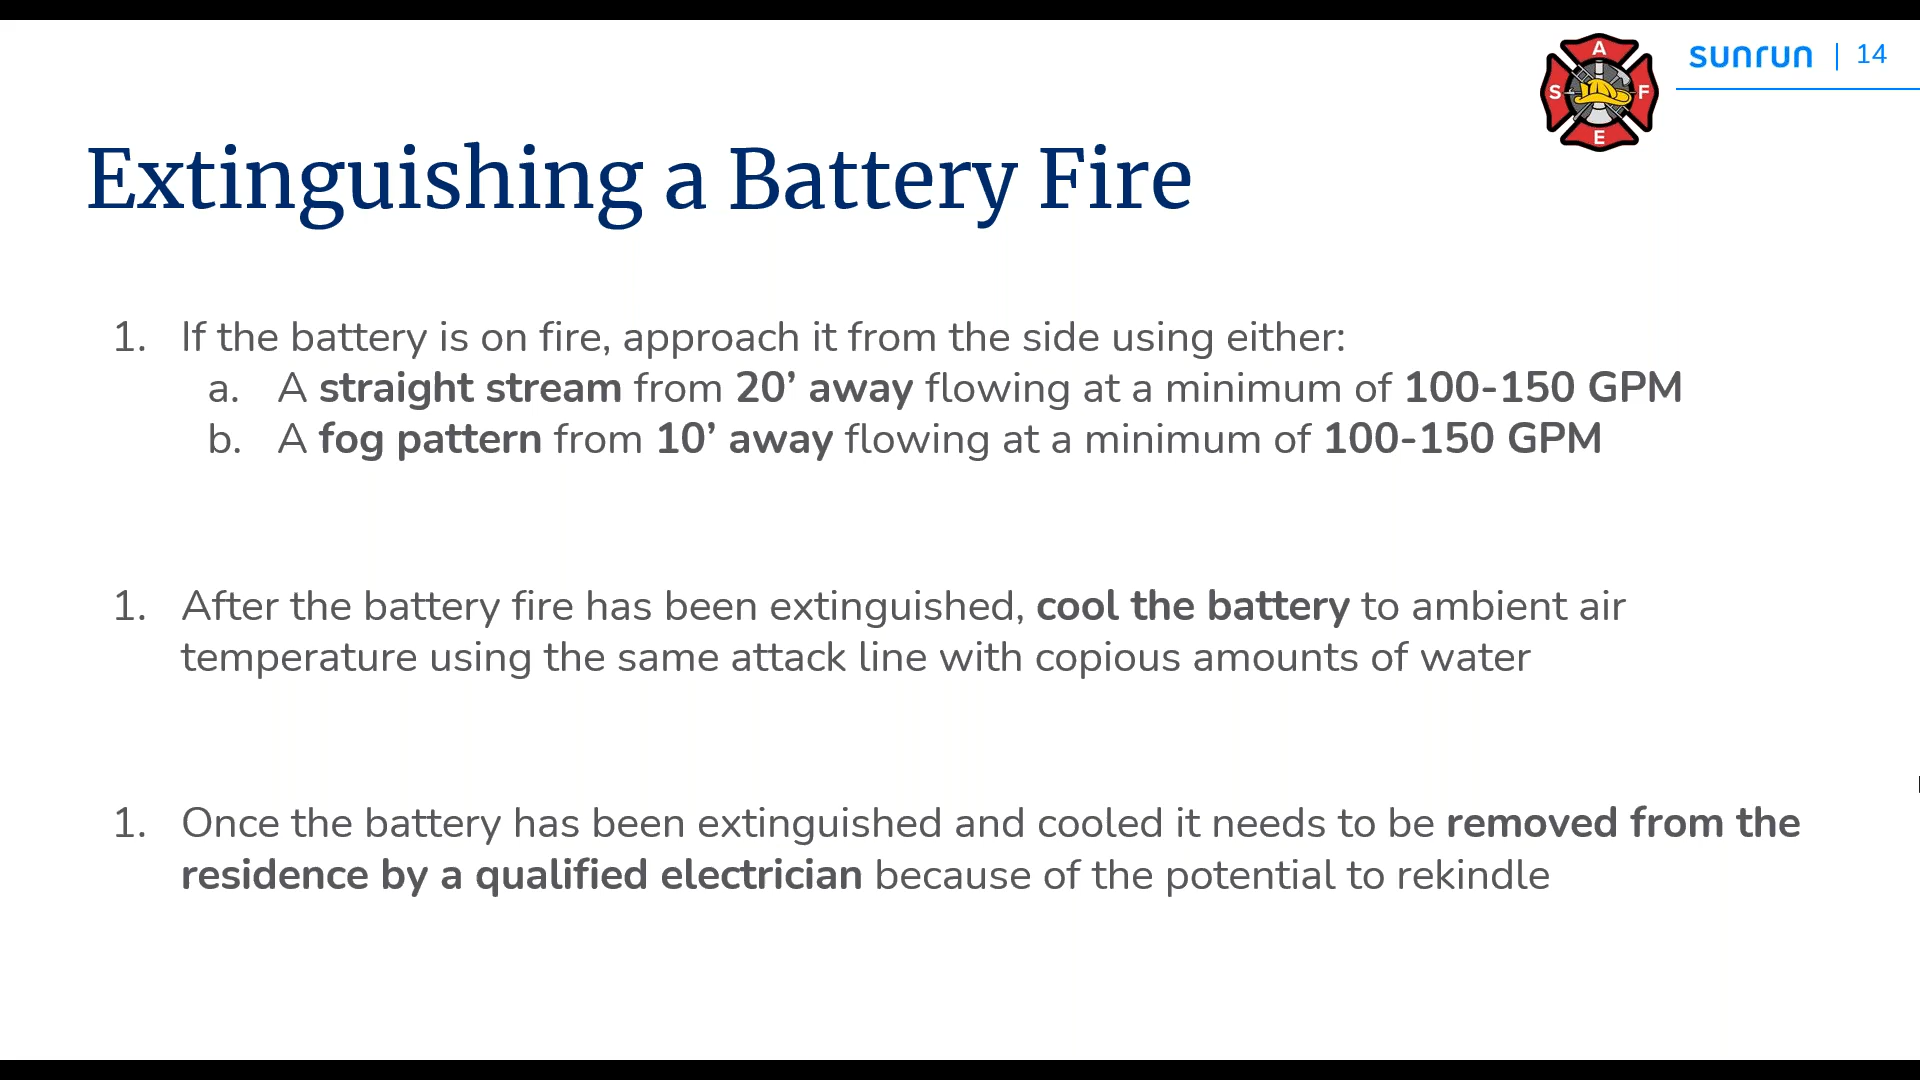 A
S F
E
sunrun | 14
Extinguishing a Battery Fire
1. If the battery is on fire, approach it from the side using either:
a. A straight stream from 20’ away flowing at a minimum of 100-150 GPM
b. A fog pattern from 10’ away flowing at a minimum of 100-150 GPM
1. After the battery fire has been extinguished, cool the battery to ambient air
temperature using the same attack line with copious amounts of water
1. Once the battery has been extinguished and cooled it needs to be removed from the
residence by a qualified electrician because of the potential to rekindle